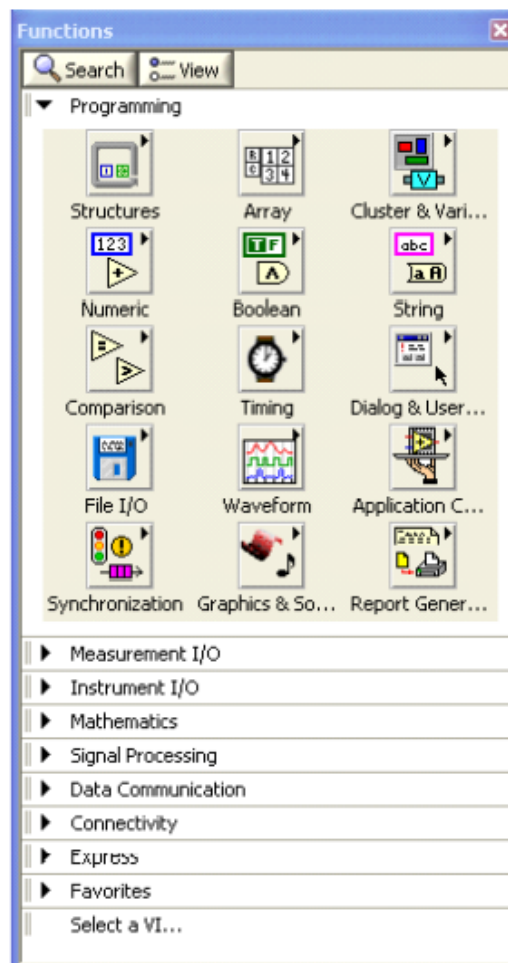 Functions
Search View
Programming
Structures Array Cluster & Vari...
123 TF abc
a A
Numeric Boolean String
Comparison Timing Dialog & User...
File I/O Waveform Application C...
Synchronization Graphics & So... Report Gener...
Measurement I/O
Instrument I/O
Mathematics
Signal Processing
Data Communication
Connectivity
Express
Favorites
Select a VI...